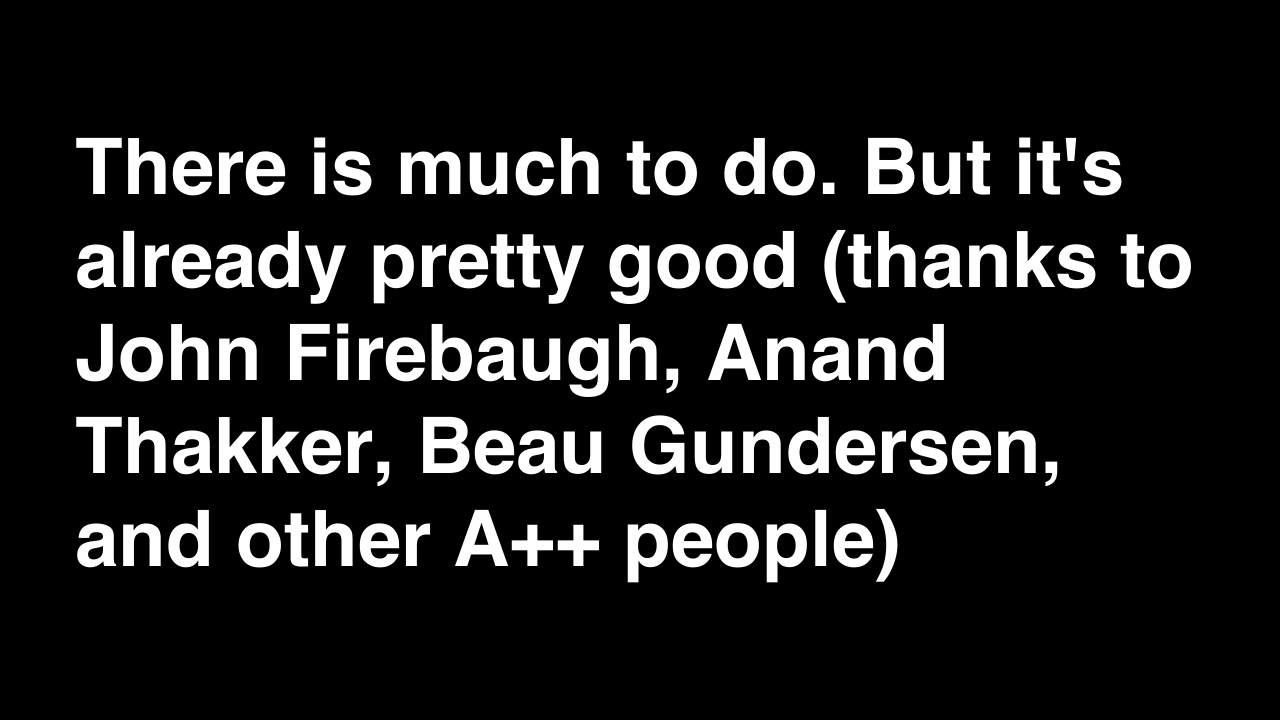 There is much to do. But it's
already pretty good (thanks to
John Firebaugh, Anand
Thakker, Beau Gundersen,
and other A++ people)